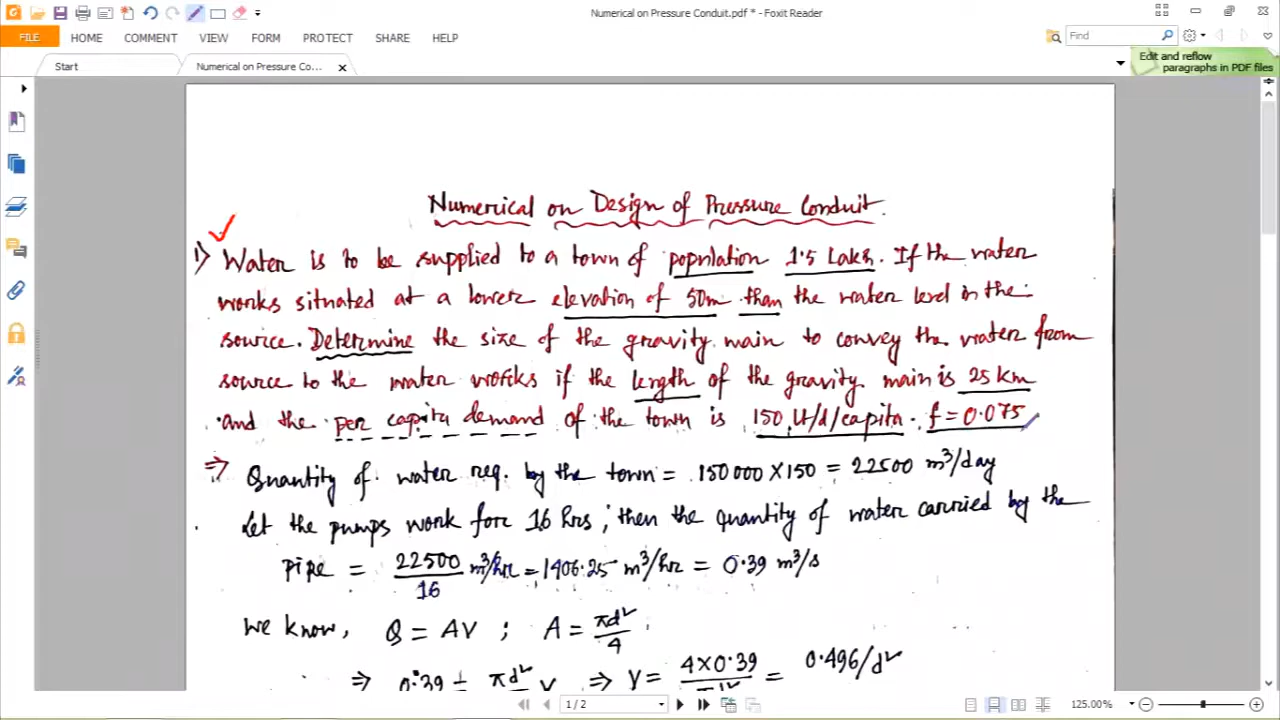 Numerical on Pressure Conduit.pdf * - Foxit Reader
FILE HOME COMMENT VIEW FORM PROTECT SHARE HELP
Find
Start
Numerical on Pressure Co...
Edit and reflow
paragraphs in PDF files
Numerical on Design of Pressure Conduit.
1) Water is to be supplied to a town of population 1.5 Lakh. If the water
works situated at a lower elevation of 50m than the water level in the
source. Determine the size of the gravity main to convey the water from
source to the water works if the length of the gravity main is 25 km
And the per capita demand of the town is 150 Lt/d/capita. f = 0.075
⇒ Quantity of water req. by the town = 150000 × 150 = 22500 m³/day
Let the pumps work for 16 hrs; then the quantity of water carried by the
pipe = 22500/16 m³/hr = 1406.25 m³/hr = 0.39 m³/s
We know, Q = AV ; A = πd²/4
⇒ 0.39 = πd² V ⇒ V = 4×0.39/πd² = 0.496/d²
1 / 2
125.00%